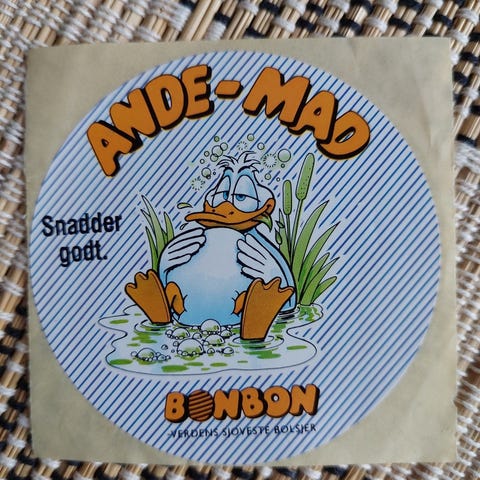 ANDE-MAD
Snadder
godt.
BONBON
-VERDENS SJOVESTE BOLSJER